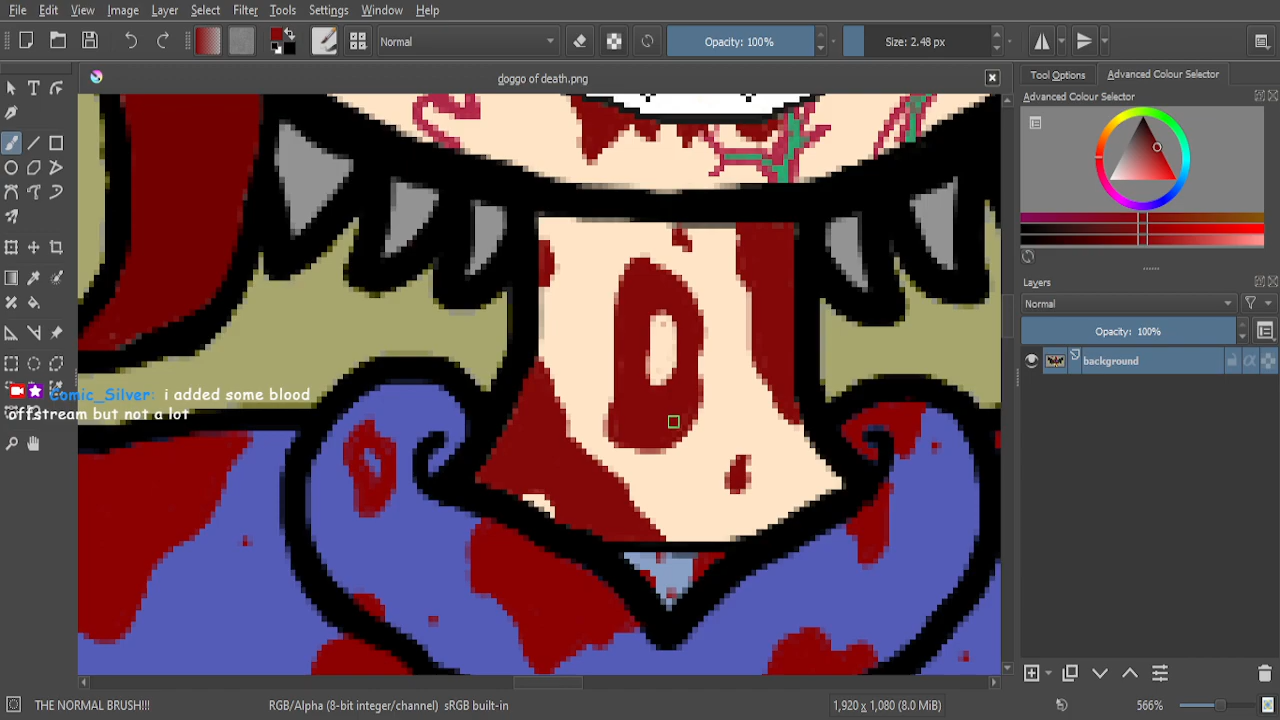 File Edit View Image Layer Select Filter Tools Settings Window Help
Normal
Opacity: 100%
Size: 2.48 px
doggo of death.png
Tool Options
Advanced Colour Selector
Advanced Colour Selector
Layers
Normal
Opacity: 100%
background
Comic_Silver: i added some blood
offstream but not a lot
THE NORMAL BRUSH!!!
RGB/Alpha (8-bit integer/channel) sRGB built-in
1,920 x 1,080 (8.0 MiB)
566%